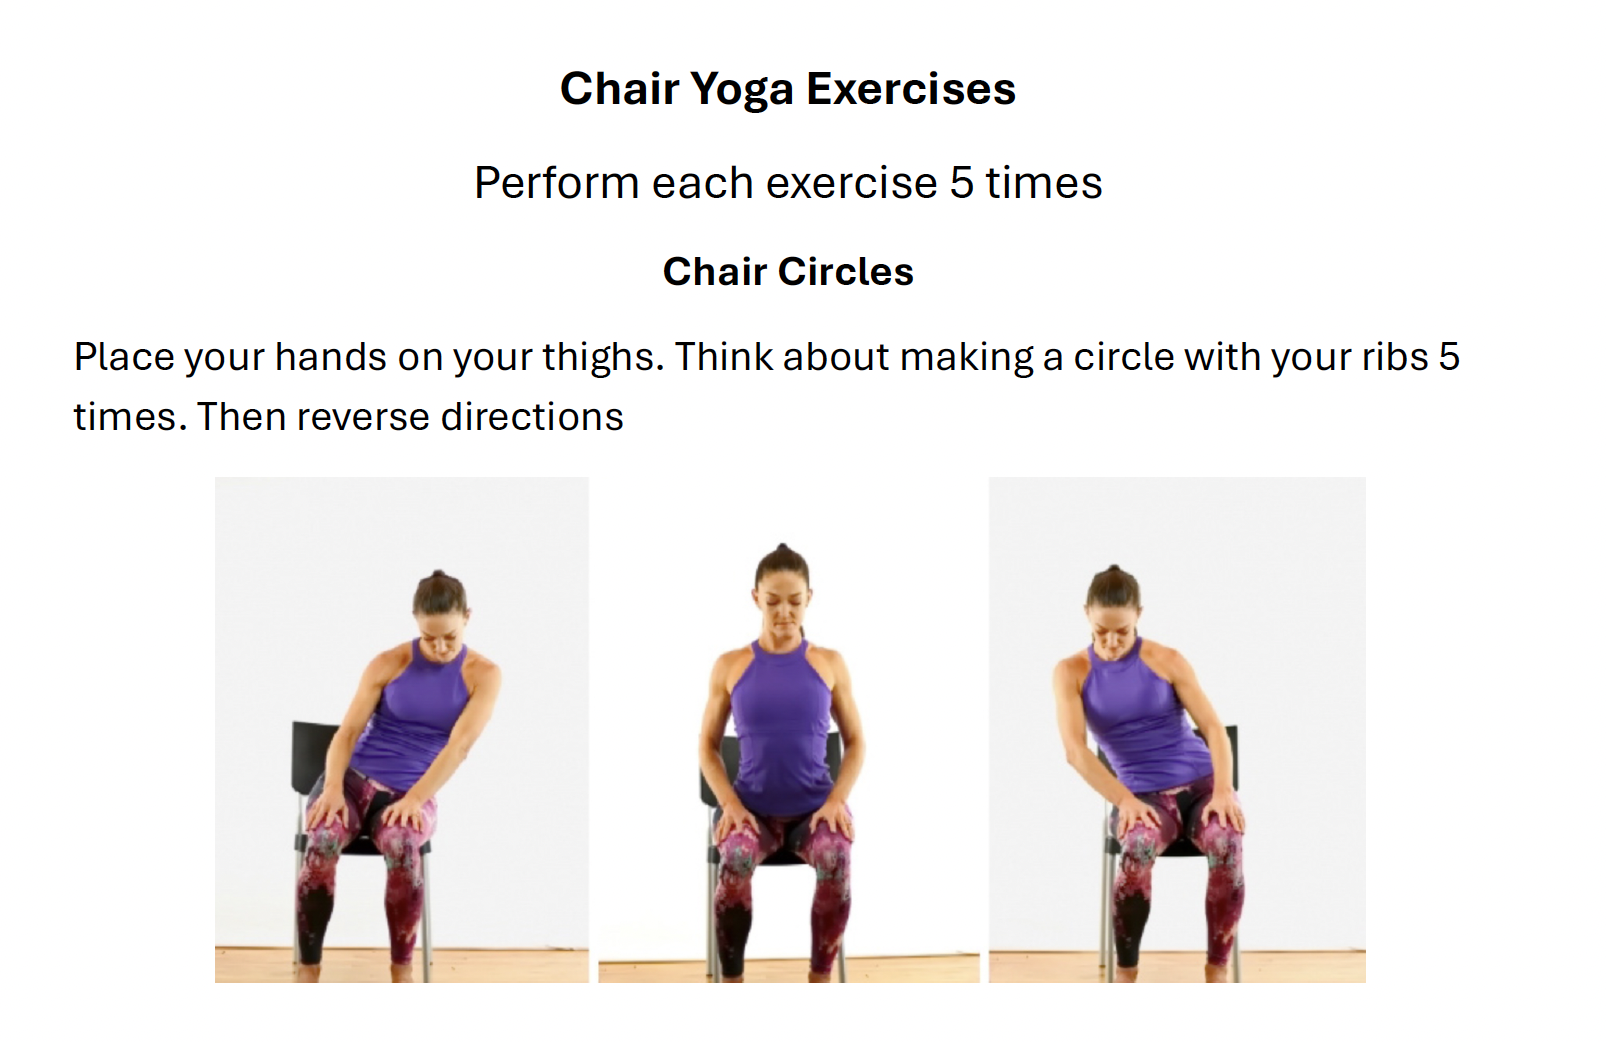 Chair Yoga Exercises
Perform each exercise 5 times
Chair Circles
Place your hands on your thighs. Think about making a circle with your ribs 5
times. Then reverse directions